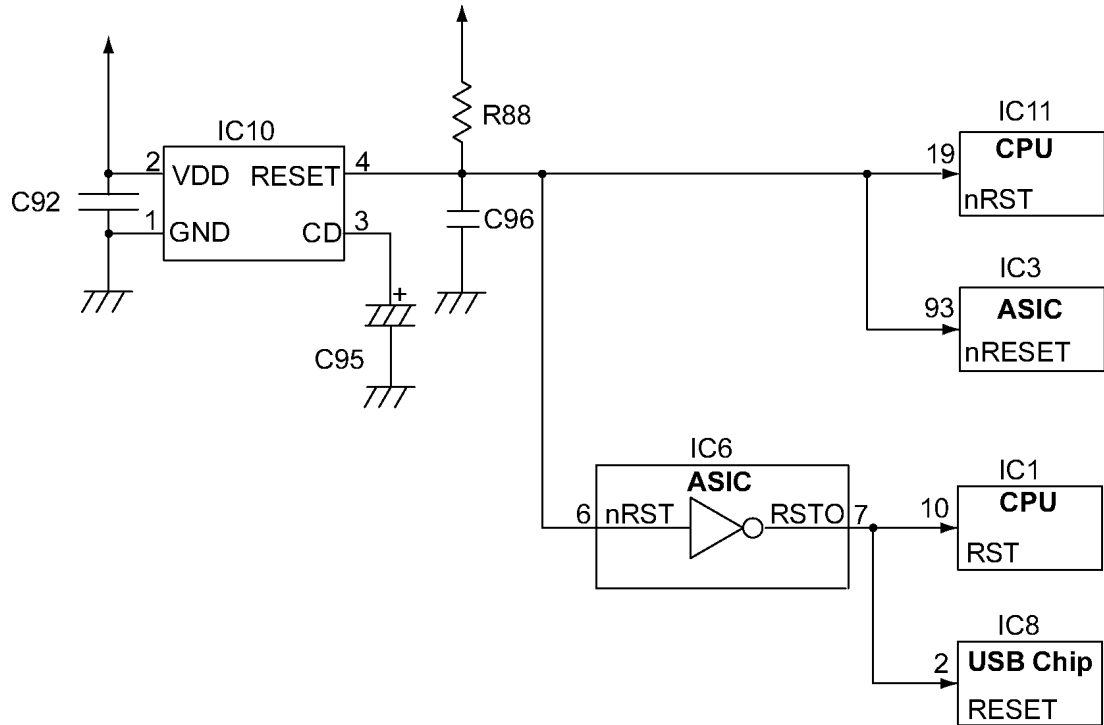 R88
IC10
2 VDD RESET 4
C92
1 GND CD 3
C96
+
C95
IC11
19 CPU
nRST
IC3
93 ASIC
nRESET
IC6
ASIC
6 nRST RSTO 7
IC1
10 CPU
RST
IC8
2 USB Chip
RESET